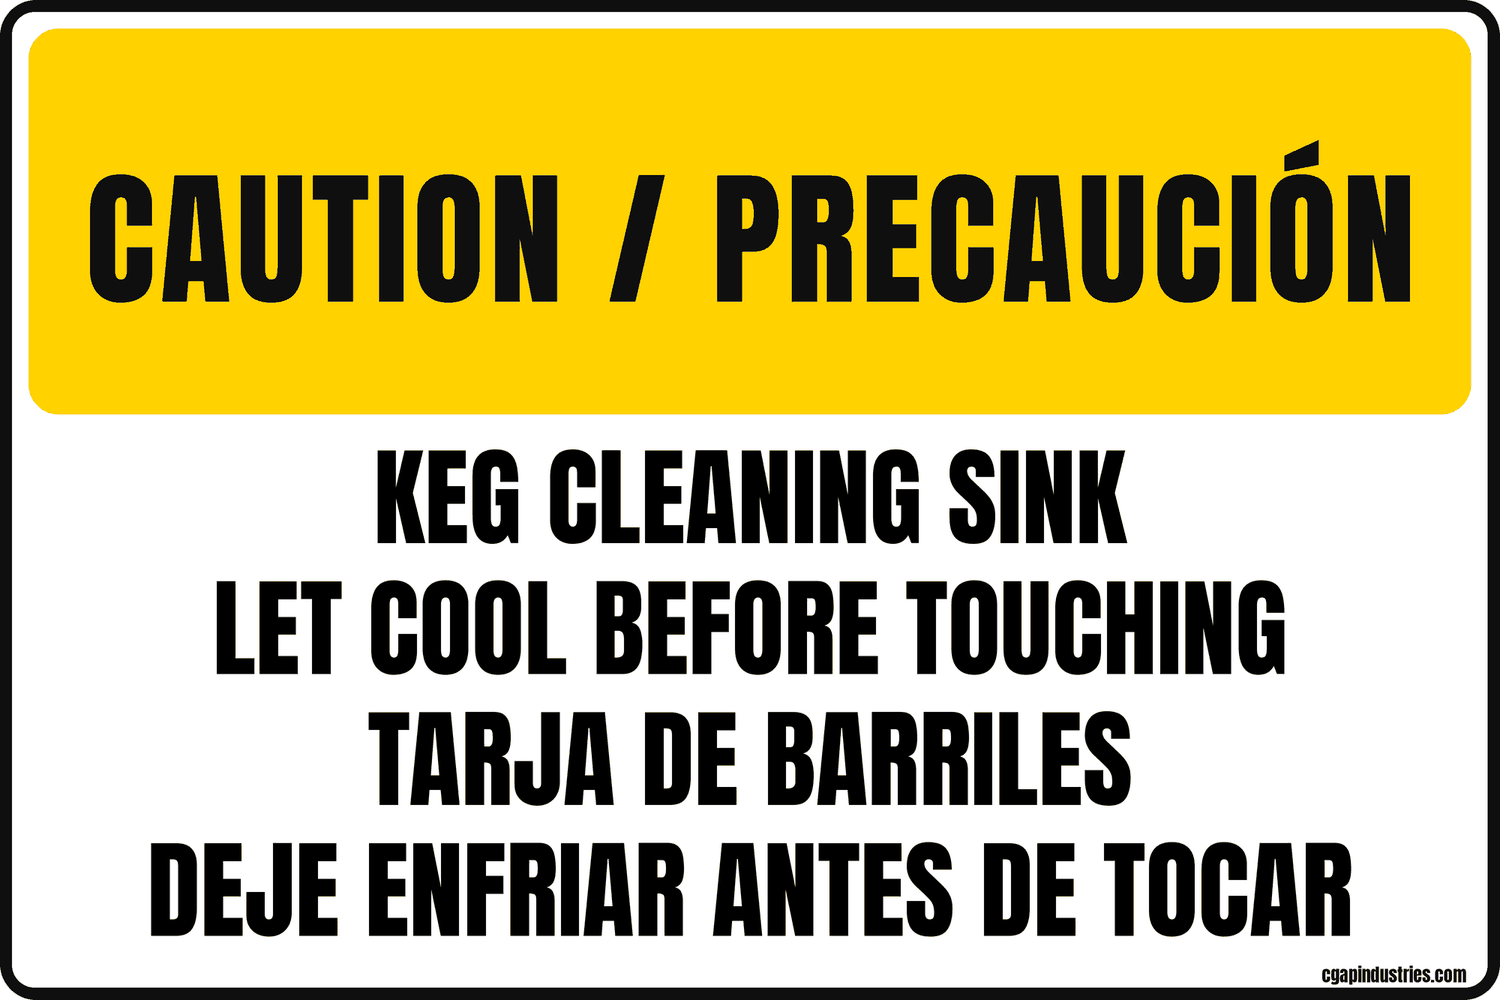 CAUTION / PRECAUCIÓN
KEG CLEANING SINK
LET COOL BEFORE TOUCHING
TARJA DE BARRILES
DEJE ENFRIAR ANTES DE TOCAR
cgapindustries.com